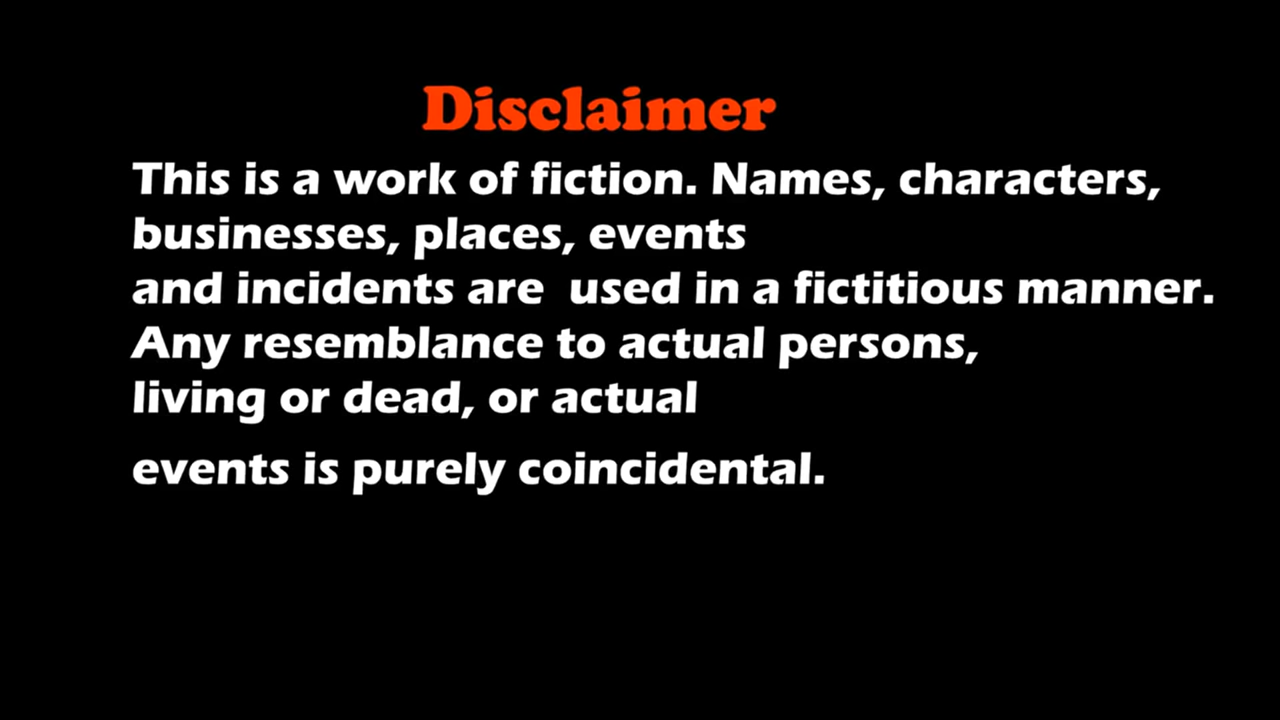 Disclaimer
This is a work of fiction. Names, characters,
businesses, places, events
and incidents are  used in a fictitious manner.
Any resemblance to actual persons,
living or dead, or actual
events is purely coincidental.